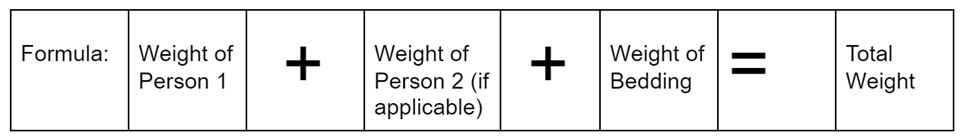 Formula:
Weight of
Person 1
+
Weight of
Person 2 (if
applicable)
+
Weight of
Bedding
=
Total
Weight